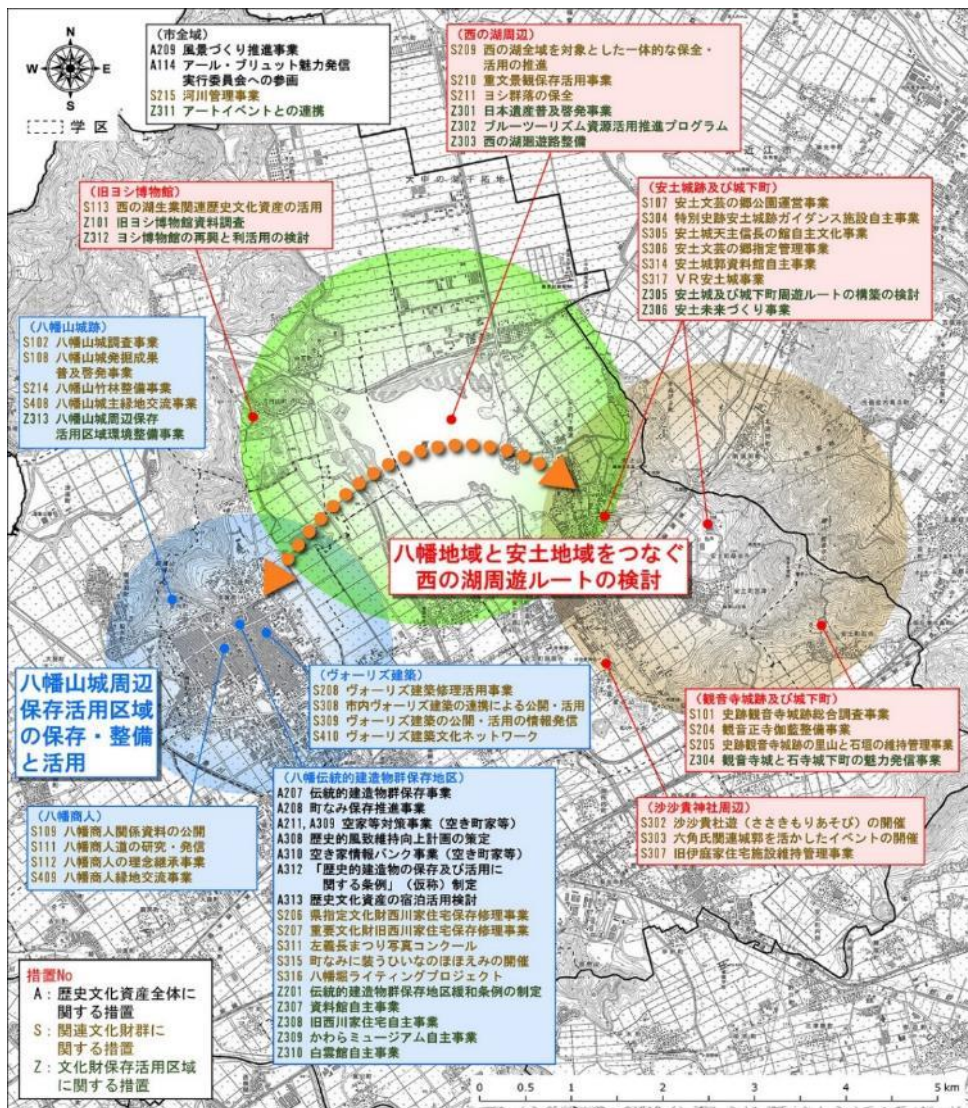 N
W E
S
学区
(市全域)
A209 風景づくり推進事業
A114 アール・ブリュット魅力発信
実行委員会への参画
S215 河川管理事業
Z311 アートイベントとの連携
(西の湖周辺)
S209 西の湖全域を対象とした一体的な保全・
活用の推進
S210 重文景観保存活用事業
S211 ヨシ群落の保全
Z301 日本遺産普及啓発事業
Z302 ブルーツーリズム資源活用推進プログラム
Z303 西の湖廻遊路整備
(旧ヨシ博物館)
S113 西の湖生業関連歴史文化資産の活用
Z101 旧ヨシ博物館資料調査
Z312 ヨシ博物館の再興と利活用の検討
(安土城跡及び城下町)
S107 安土文芸の郷公園運営事業
S304 特別史跡安土城跡ガイダンス施設自主事業
S305 安土城天主信長の館自主文化事業
S306 安土文芸の郷指定管理事業
S314 安土城郭資料館自主事業
S317 VR安土城事業
Z305 安土城及び城下町周遊ルートの構築の検討
Z306 安土未来づくり事業
(八幡山城跡)
S102 八幡山城調査事業
S108 八幡山城発掘成果
普及啓発事業
S214 八幡山竹林整備事業
S408 八幡山城主緑地交流事業
Z313 八幡山城周辺保存
活用区域環境整備事業
大中の湖干拓地
八幡地域と安土地域をつなぐ
西の湖周遊ルートの検討
八幡山城周辺
保存活用区域
の保存・整備
と活用
(ヴォーリズ建築)
S208 ヴォーリズ建築修理活用事業
S308 市内ヴォーリズ建築の連携による公開・活用
S309 ヴォーリズ建築の公開・活用の情報発信
S410 ヴォーリズ建築文化ネットワーク
(観音寺城跡及び城下町)
S101 史跡観音寺城跡総合調査事業
S204 観音正寺伽藍整備事業
S205 史跡観音寺城跡の里山と石垣の維持管理事業
Z304 観音寺城と石寺城下町の魅力発信事業
(八幡伝統的建造物群保存地区)
A207 伝統的建造物群保存事業
A208 町なみ保存推進事業
A211,A309 空家等対策事業(空き町家等)
A308 歴史的風致維持向上計画の策定
A310 空き家情報バンク事業(空き町家等)
A312 「歴史的建造物の保存及び活用に
関する条例」(仮称)制定
A313 歴史文化資産の宿泊活用検討
S206 県指定文化財西川家住宅保存修理事業
S207 重要文化財旧西川家住宅保存修理事業
S311 左義長まつり写真コンクール
S315 町なみに装うひいなのほほえみの開催
S316 八幡堀ライティングプロジェクト
Z201 伝統的建造物群保存地区緩和条例の制定
Z307 資料館自主事業
Z308 旧西川家住宅自主事業
Z309 かわらミュージアム自主事業
Z310 白雲館自主事業
(沙沙貴神社周辺)
S302 沙沙貴社遊(ささきもりあそび)の開催
S303 六角氏関連城郭を活かしたイベントの開催
S307 旧伊庭家住宅施設維持管理事業
(八幡商人)
S109 八幡商人関係資料の公開
S111 八幡商人道の研究・発信
S112 八幡商人の理念継承事業
S409 八幡商人緑地交流事業
措置No
A:歴史文化資産全体に
関する措置
S:関連文化財群に
関する措置
Z:文化財保存活用区域
に関する措置
0 1 2 3 4 5 km